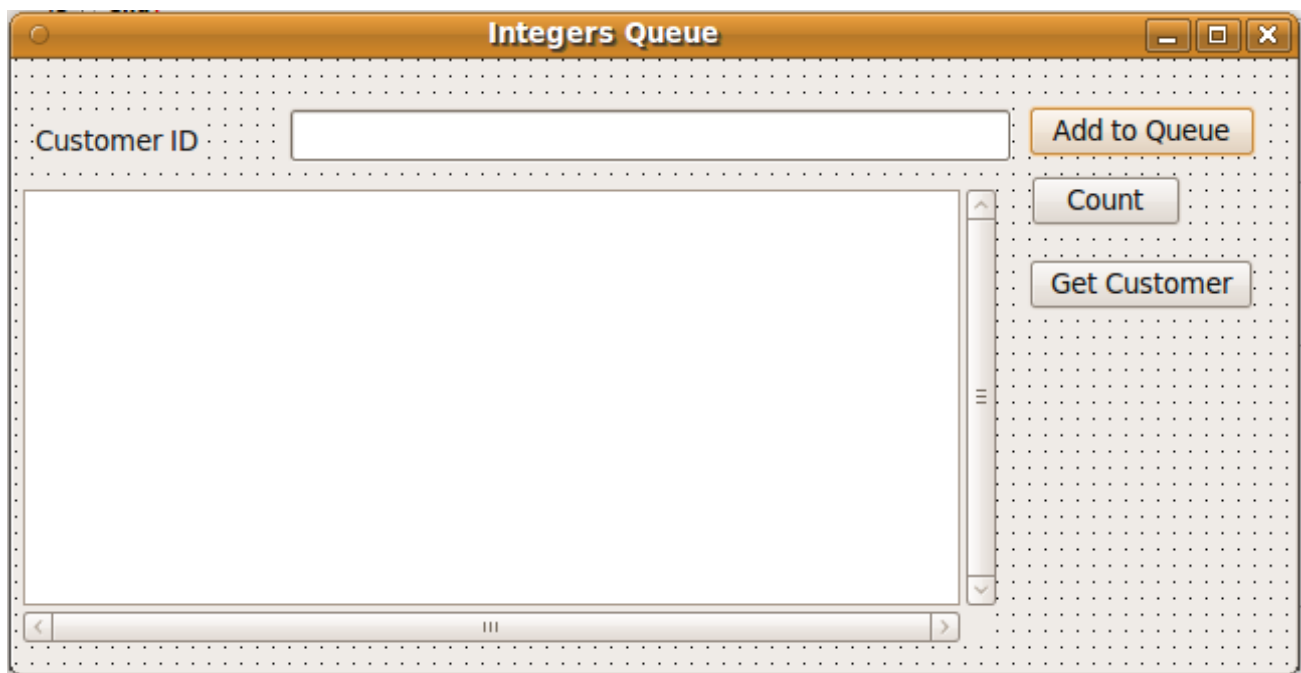 Integers Queue
Customer ID
Add to Queue
Count
Get Customer